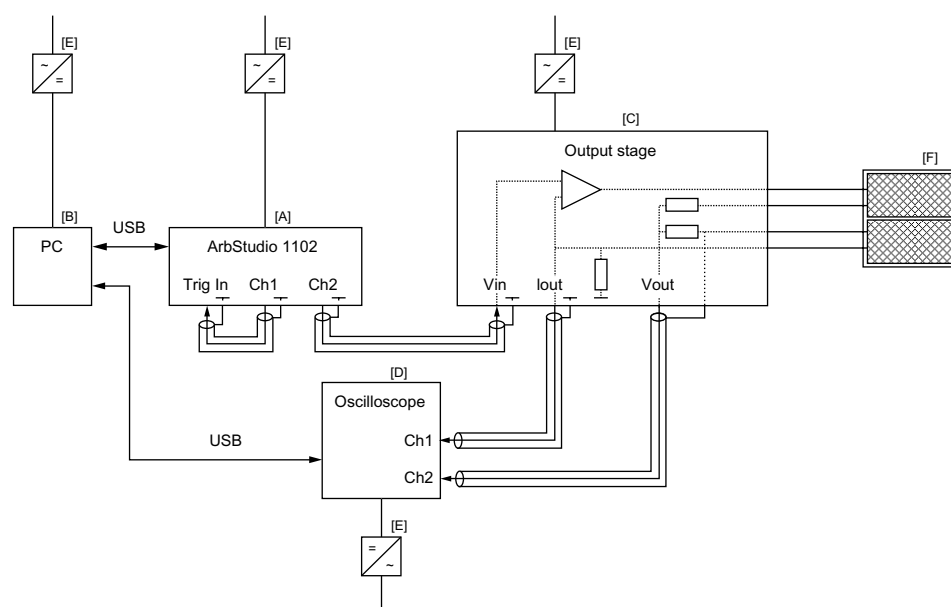 [E]
~
=
[E]
~
=
[E]
~
=
[C]
Output stage
[F]
[B]
PC
USB
[A]
ArbStudio 1102
Trig In
Ch1
Ch2
Vin
Iout
Vout
[D]
Oscilloscope
Ch1
Ch2
USB
[E]
=
~